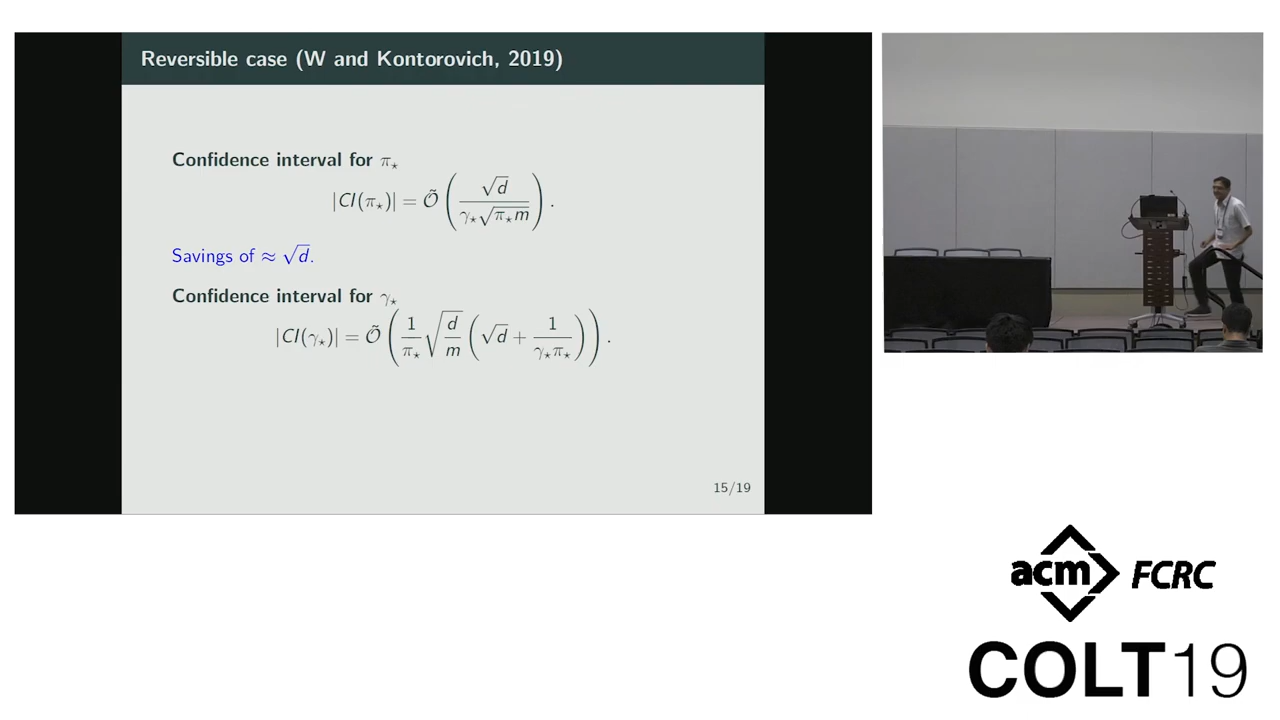 Reversible case (W and Kontorovich, 2019)
Confidence interval for π⋆
|CI(π⋆)| = Õ(√d / (γ⋆√(π⋆m))).
Savings of ≈ √d.
Confidence interval for γ⋆
|CI(γ⋆)| = Õ(1/π⋆ √(d/m) (√d + 1/(γ⋆π⋆))).
15/19
acm FCRC
COLT19